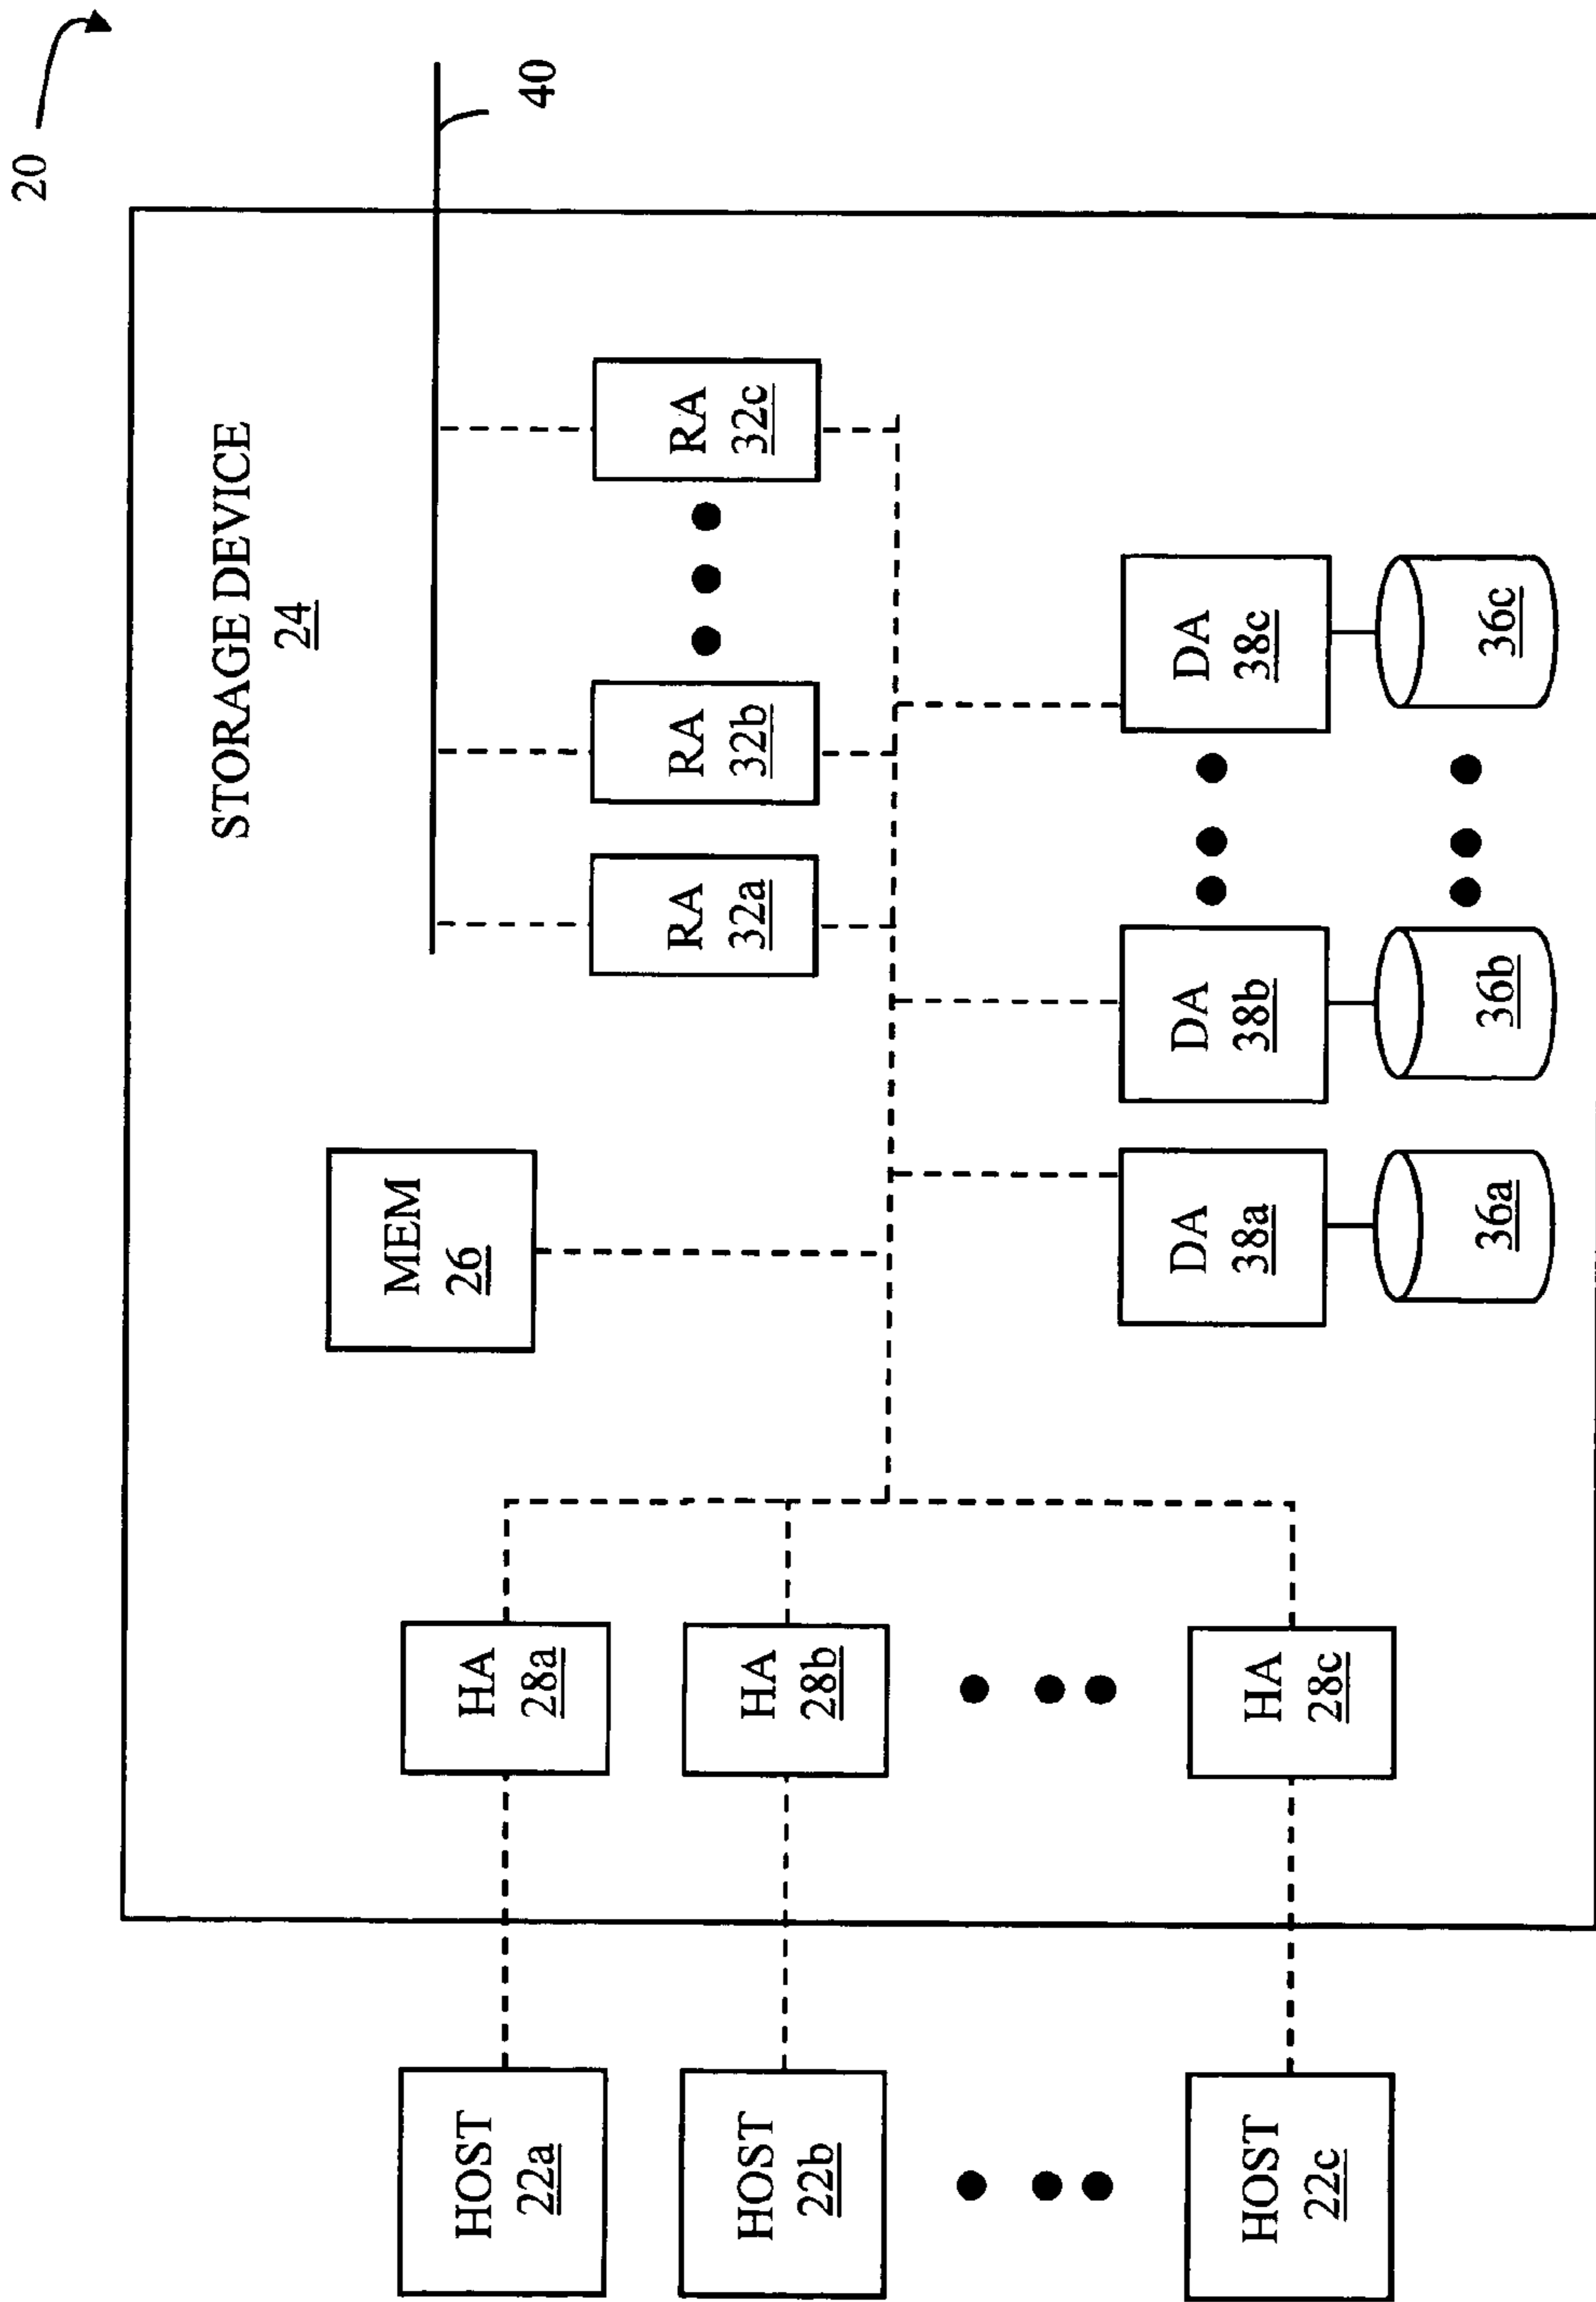 20
STORAGE DEVICE
24
40
MEM
26
RA
32a
RA
32b
RA
32c
HOST
22a
HA
28a
HOST
22b
HA
28b
HOST
22c
HA
28c
DA
38a
DA
38b
DA
38c
36a
36b
36c